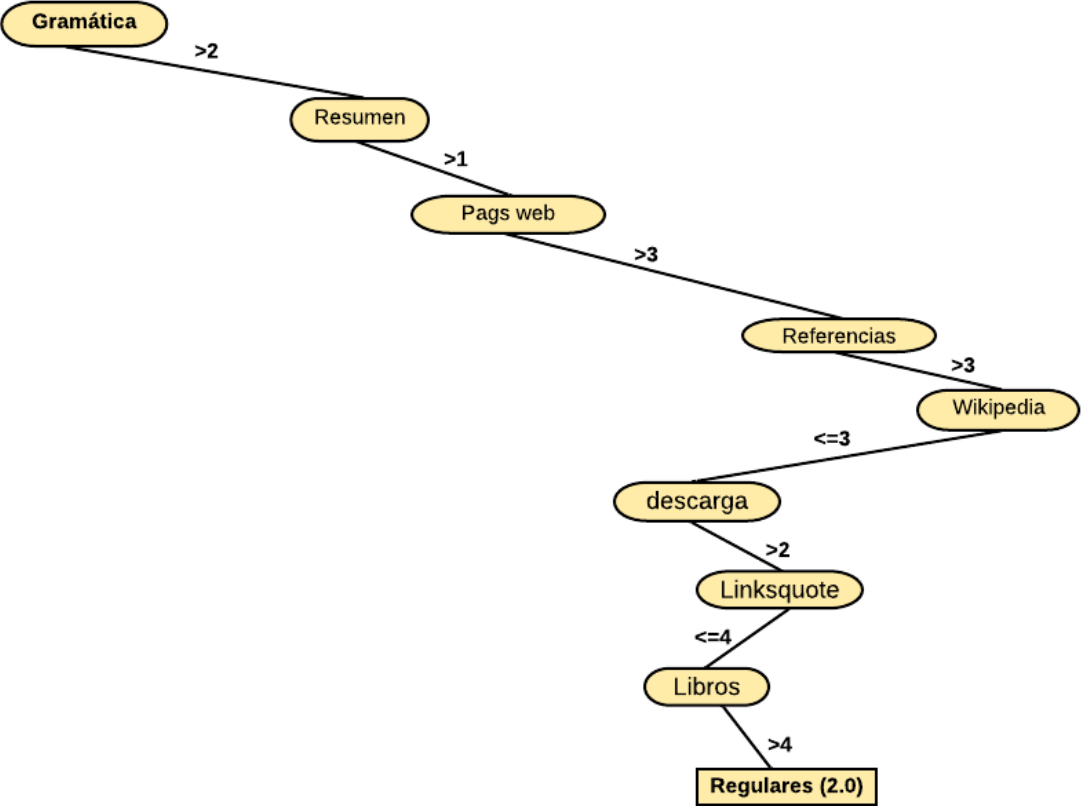 Gramática
>2
Resumen
>1
Pags web
>3
Referencias
>3
Wikipedia
<=3
descarga
>2
Linksquote
<=4
Libros
>4
Regulares (2.0)